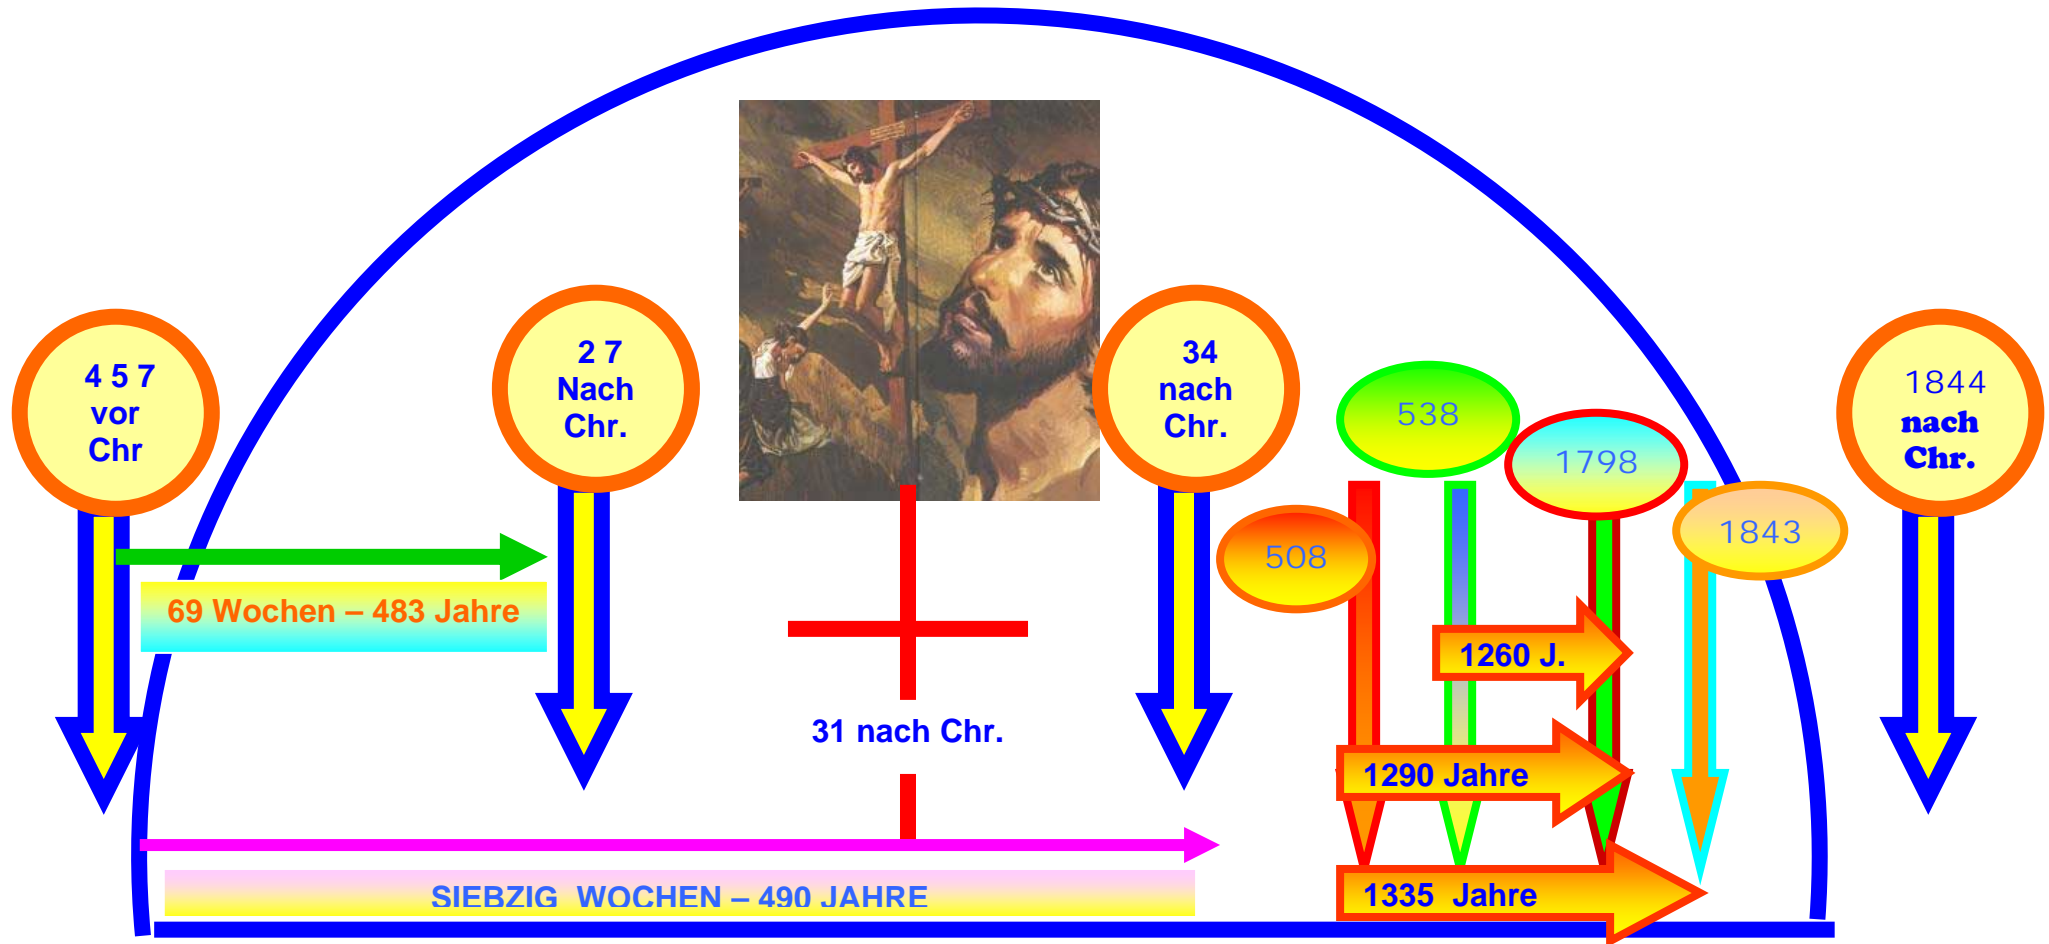 4 5 7
vor
Chr
2 7
Nach
Chr.
34
nach
Chr.
538
1798
508
1843
1844
nach
Chr.
69 Wochen – 483 Jahre
1260 J.
31 nach Chr.
1290 Jahre
SIEBZIG WOCHEN – 490 JAHRE
1335 Jahre